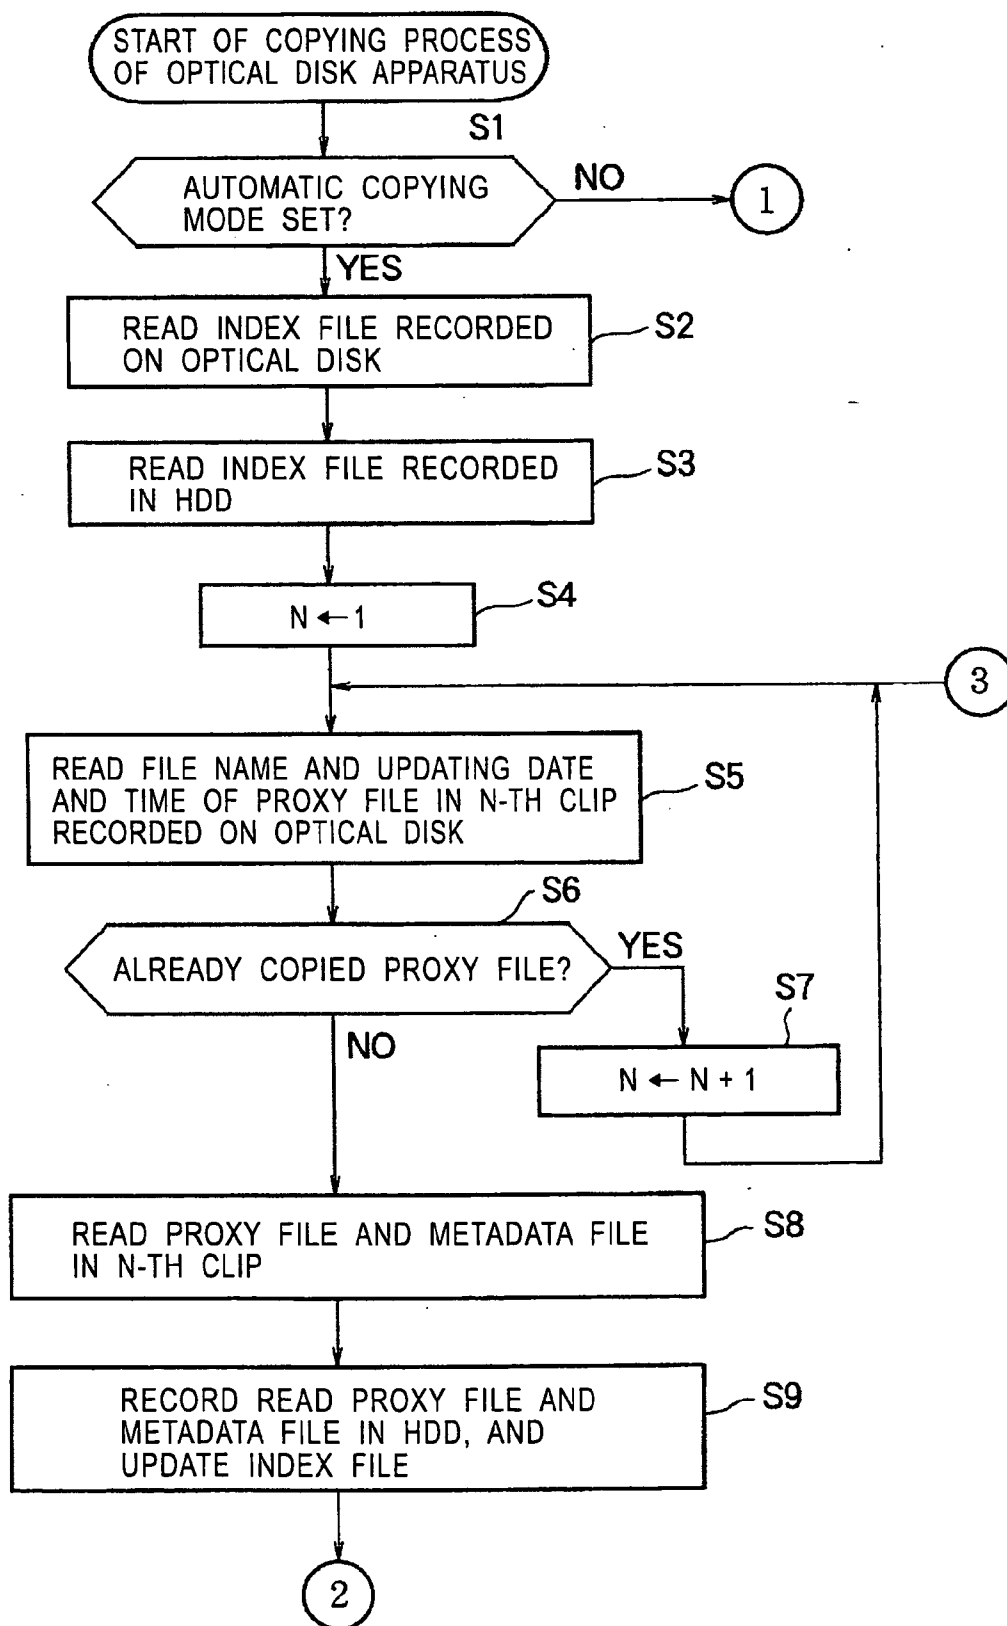 START OF COPYING PROCESS
OF OPTICAL DISK APPARATUS
S1
AUTOMATIC COPYING
MODE SET?
NO
1
YES
READ INDEX FILE RECORDED
ON OPTICAL DISK
S2
READ INDEX FILE RECORDED
IN HDD
S3
N ← 1
S4
3
READ FILE NAME AND UPDATING DATE
AND TIME OF PROXY FILE IN N-TH CLIP
RECORDED ON OPTICAL DISK
S5
S6
ALREADY COPIED PROXY FILE?
YES
S7
N ← N + 1
NO
READ PROXY FILE AND METADATA FILE
IN N-TH CLIP
S8
RECORD READ PROXY FILE AND
METADATA FILE IN HDD, AND
UPDATE INDEX FILE
S9
2